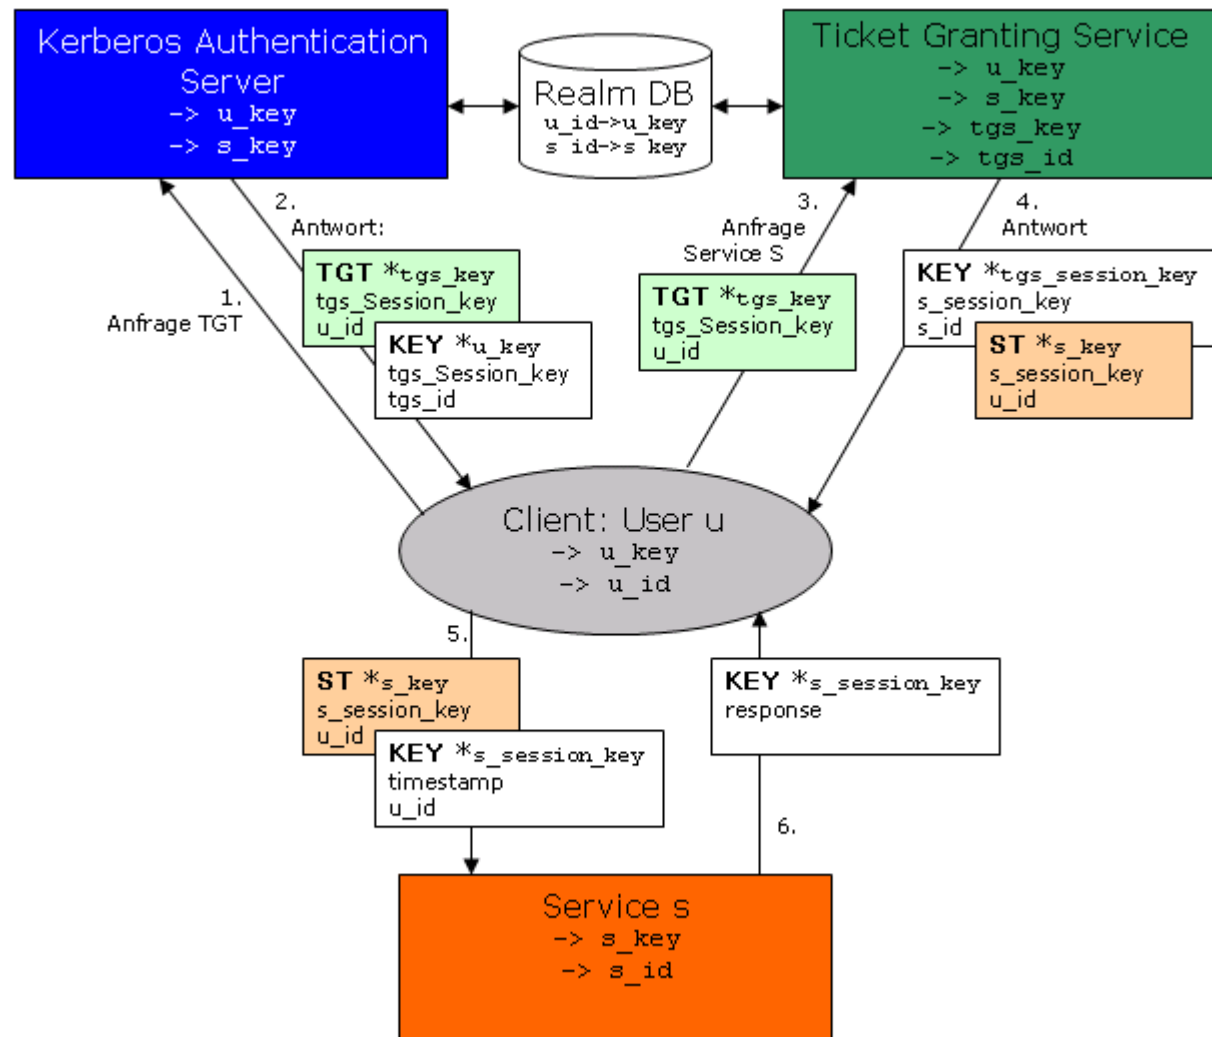 Kerberos Authentication
Server
-> u_key
-> s_key
Realm DB
u_id->u_key
s_id->s_key
Ticket Granting Service
-> u_key
-> s_key
-> tgs_key
-> tgs_id
1.
Anfrage TGT
2.
Antwort:
TGT *tgs_key
tgs_Session_key
u_id
KEY *u_key
tgs_Session_key
tgs_id
3.
Anfrage
Service S
TGT *tgs_key
tgs_Session_key
u_id
4.
Antwort
KEY *tgs_session_key
s_session_key
s_id
ST *s_key
s_session_key
u_id
Client: User u
-> u_key
-> u_id
5.
ST *s_key
s_session_key
u_id
KEY *s_session_key
timestamp
u_id
KEY *s_session_key
response
6.
Service s
-> s_key
-> s_id